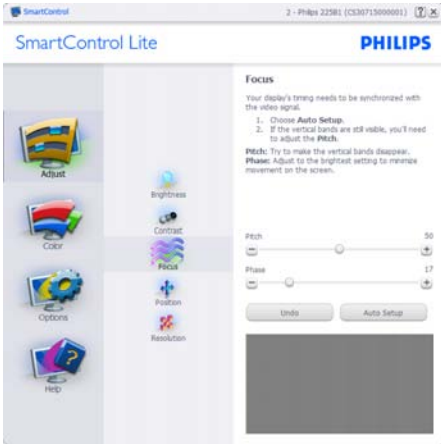 SmartControl
2 - Philips 225B1 (CS30715000001)
SmartControl Lite
PHILIPS
Adjust
Color
Options
Help
Brightness
Contrast
Focus
Position
Resolution
Focus
Your display's timing needs to be synchronized with
the video signal.
1. Choose Auto Setup.
2. If the vertical bands are still visible, you'll need
to adjust the Pitch.
Pitch: Try to make the vertical bands disappear.
Phase: Adjust to the brightest setting to minimize
movement on the screen.
Pitch 50
Phase 17
Undo Auto Setup